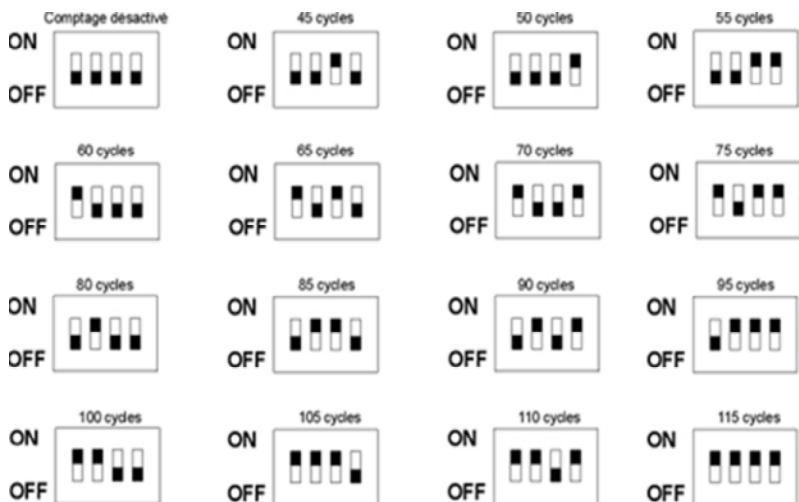 Comptage désactivé
ON
OFF
45 cycles
ON
OFF
50 cycles
ON
OFF
55 cycles
ON
OFF
60 cycles
ON
OFF
65 cycles
ON
OFF
70 cycles
ON
OFF
75 cycles
ON
OFF
80 cycles
ON
OFF
85 cycles
ON
OFF
90 cycles
ON
OFF
95 cycles
ON
OFF
100 cycles
ON
OFF
105 cycles
ON
OFF
110 cycles
ON
OFF
115 cycles
ON
OFF